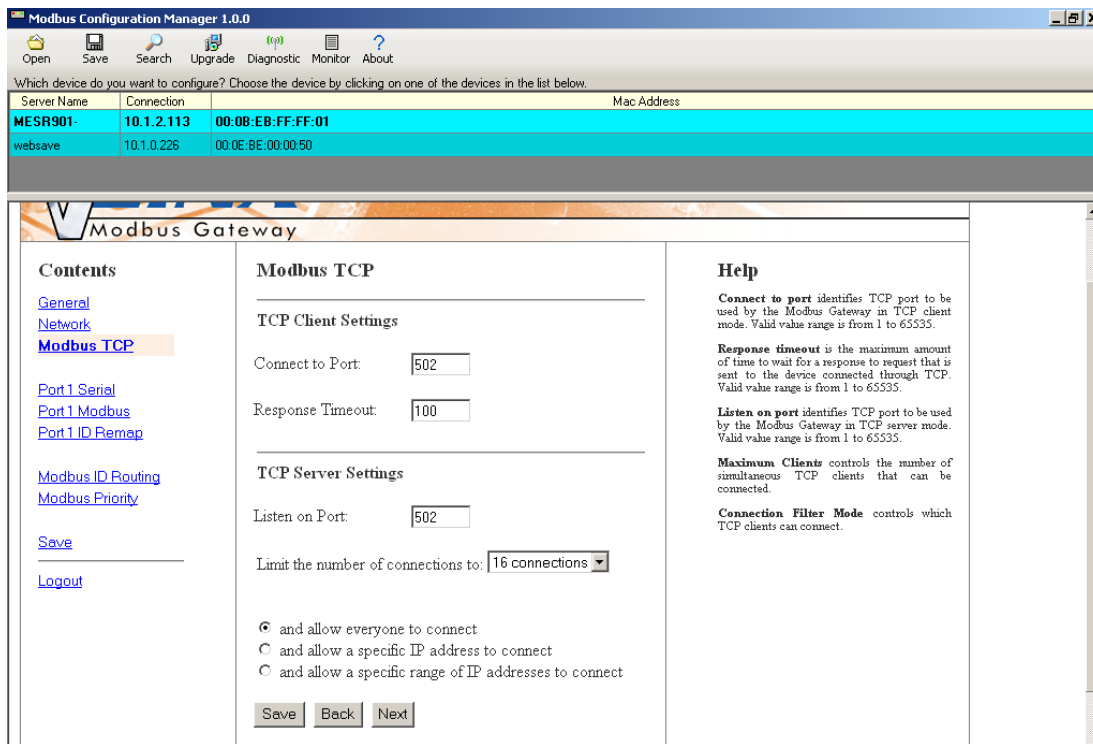 Modbus Configuration Manager 1.0.0
Open Save Search Upgrade Diagnostic Monitor About
Which device do you want to configure? Choose the device by clicking on one of the devices in the list below.
Server Name Connection Mac Address
MESR901- 10.1.2.113 00:0B:EB:FF:FF:01
websave 10.1.0.226 00:0E:BE:00:00:50
Modbus Gateway
Contents
General
Network
Modbus TCP
Port1 Serial
Port1 Modbus
Port1 ID Remap
Modbus ID Routing
Modbus Priority
Save
Logout
Modbus TCP
TCP Client Settings
Connect to Port: 502
Response Timeout: 100
TCP Server Settings
Listen on Port: 502
Limit the number of connections to: 16 connections
and allow everyone to connect
and allow a specific IP address to connect
and allow a specific range of IP addresses to connect
Save Back Next
Help
Connect to port identifies TCP port to be
used by the Modbus Gateway in TCP client
mode. Valid value range is from 1 to 65535.
Response timeout is the maximum amount
of time to wait for a response to request that is
sent to the device connected through TCP.
Valid value range is from 1 to 65535.
Listen on port identifies TCP port to be used
by the Modbus Gateway in TCP server mode.
Valid value range is from 1 to 65535.
Maximum Clients controls the number of
simultaneous TCP clients that can be
connected.
Connection Filter Mode controls which
TCP clients can connect.